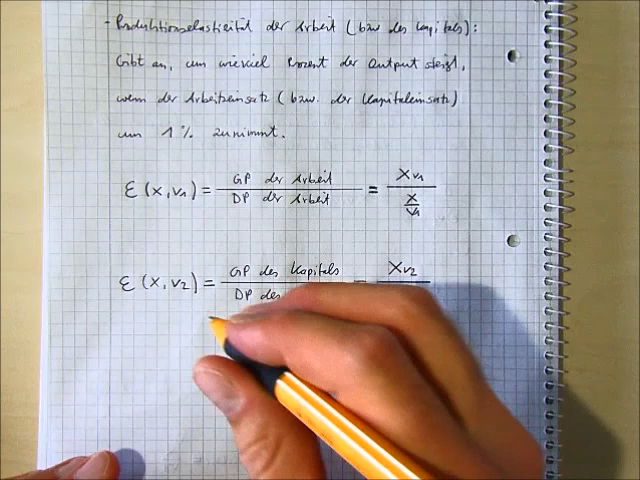 - Produktionselastizität der Arbeit (bzw. des Kapitals):
Gibt an, um wieviel Prozent der Output steigt,
wenn der Arbeitseinsatz (bzw. der Kapitaleinsatz)
um 1% zunimmt.
ε(x, v1) = GP der Arbeit / DP der Arbeit = Xv1 / (x / v1)
ε(x, v2) = GP des Kapitals / DP des = Xv2